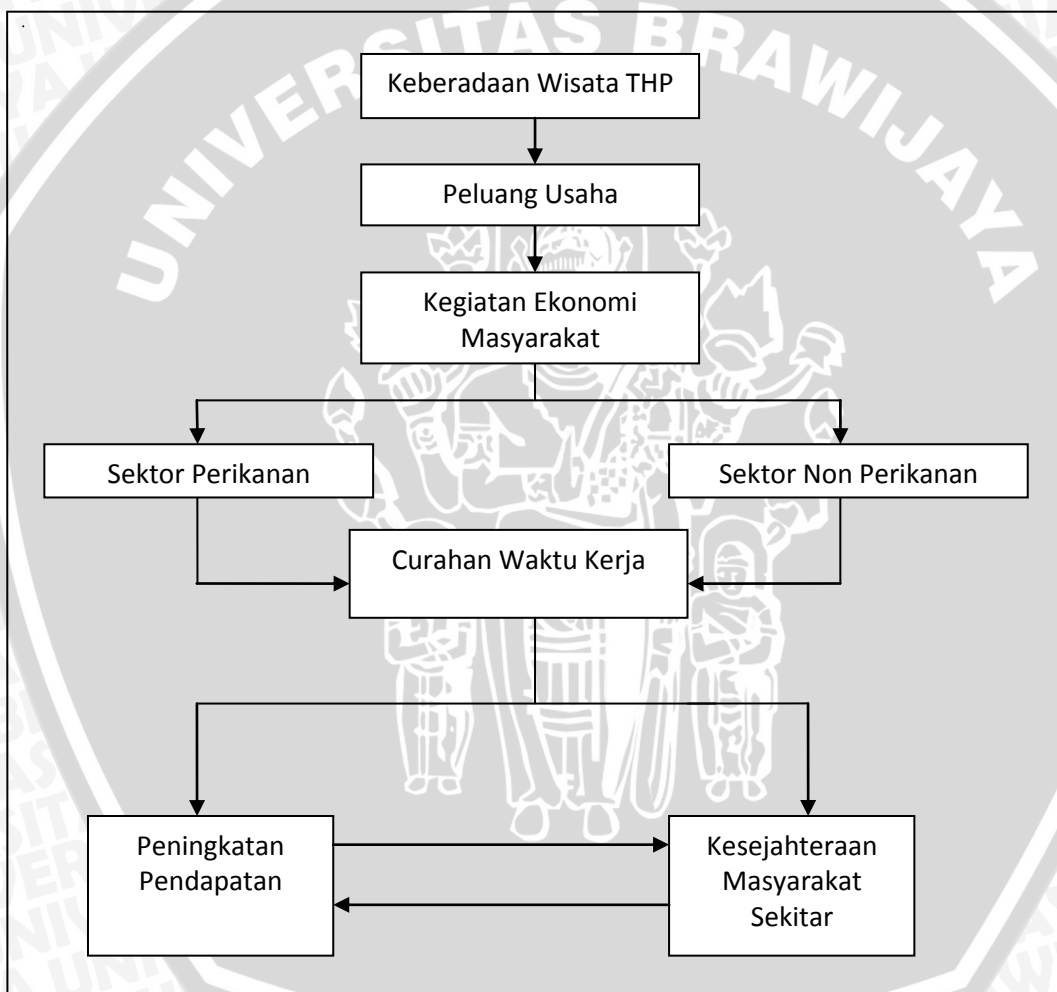 UNIVERSITAS BRAWIJAYA
Keberadaan Wisata THP
Peluang Usaha
Kegiatan Ekonomi
Masyarakat
Sektor Perikanan
Sektor Non Perikanan
Curahan Waktu Kerja
Peningkatan
Pendapatan
Kesejahteraan
Masyarakat
Sekitar